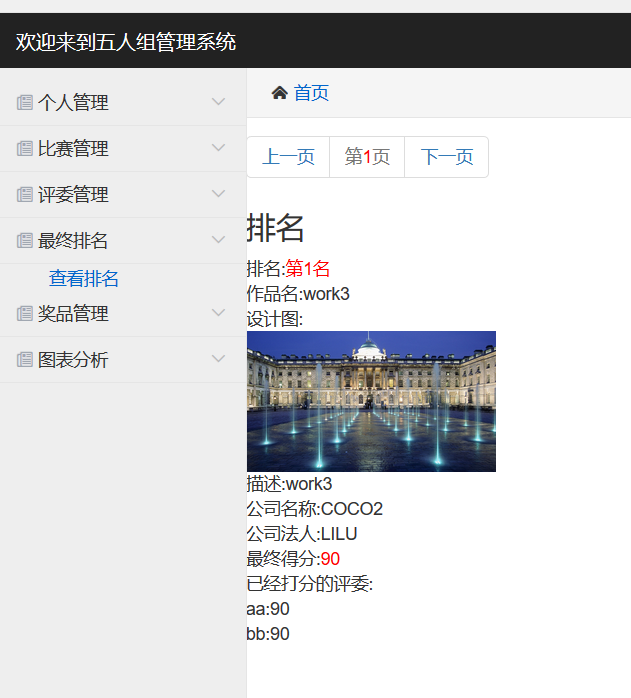 欢迎来到五人组管理系统
首页
个人管理
比赛管理
评委管理
最终排名
查看排名
奖品管理
图表分析
上一页 第1页 下一页
排名
排名:第1名
作品名:work3
设计图:
描述:work3
公司名称:COCO2
公司法人:LILU
最终得分:90
已经打分的评委:
aa:90
bb:90